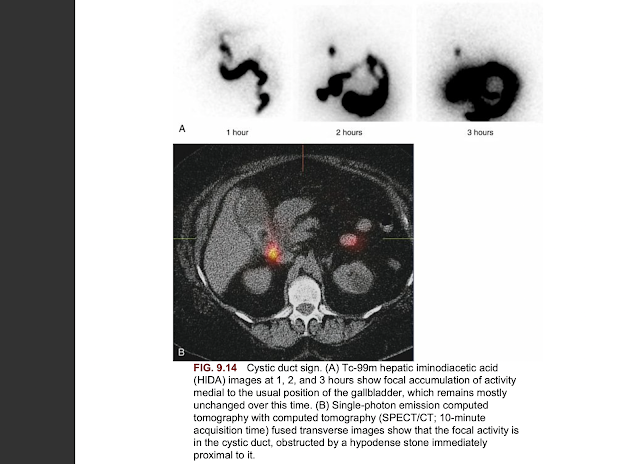 A
1 hour
2 hours
3 hours
B
FIG. 9.14 Cystic duct sign. (A) Tc-99m hepatic iminodiacetic acid
(HIDA) images at 1, 2, and 3 hours show focal accumulation of activity
medial to the usual position of the gallbladder, which remains mostly
unchanged over this time. (B) Single-photon emission computed
tomography with computed tomography (SPECT/CT; 10-minute
acquisition time) fused transverse images show that the focal activity is
in the cystic duct, obstructed by a hypodense stone immediately
proximal to it.